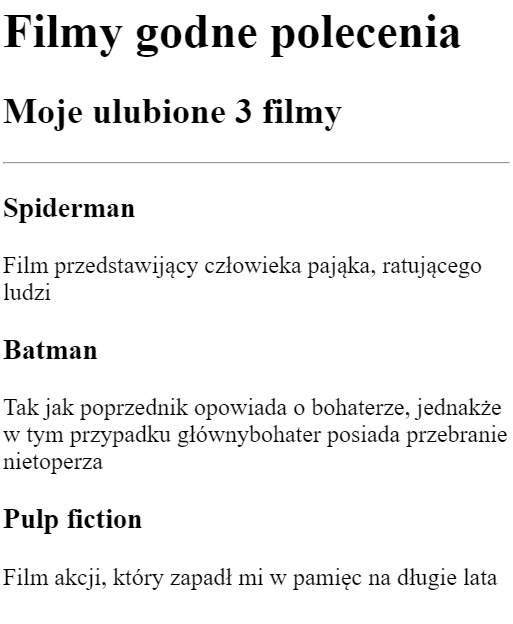 Filmy godne polecenia
Moje ulubione 3 filmy
Spiderman
Film przedstawijący człowieka pająka, ratującego
ludzi
Batman
Tak jak poprzednik opowiada o bohaterze, jednakże
w tym przypadku głównybohater posiada przebranie
nietoperza
Pulp fiction
Film akcji, który zapadł mi w pamięc na długie lata